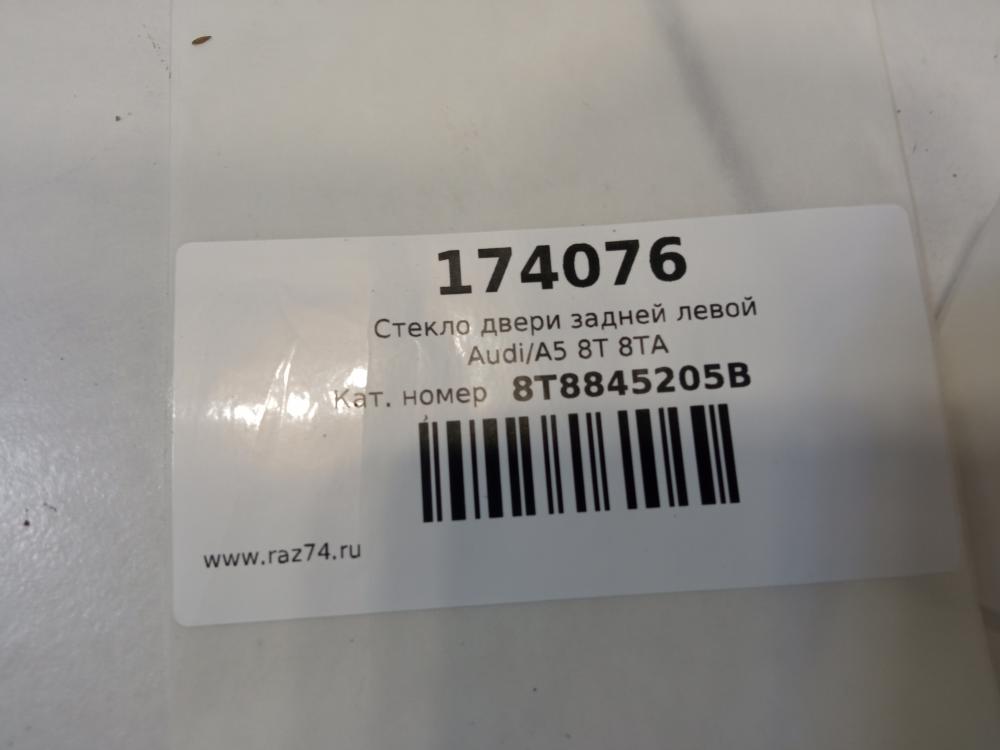 174076
Стекло двери задней левой
Audi/A5 8T 8TA
Кат. номер 8T8845205B
www.raz74.ru